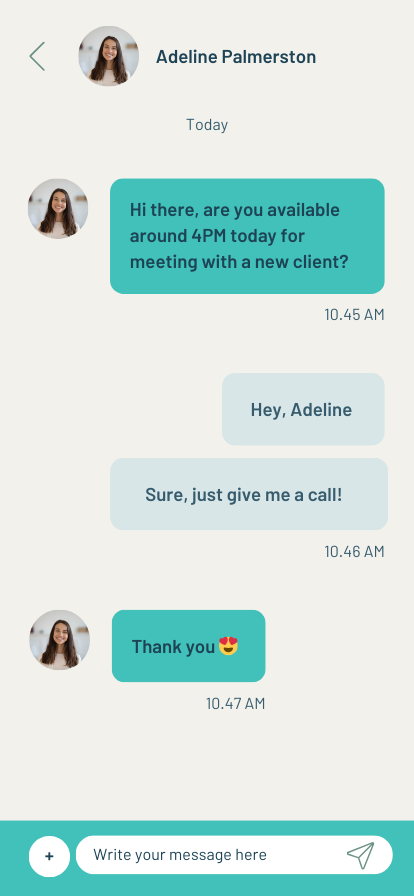 Adeline Palmerston
Today
Hi there, are you available
around 4PM today for
meeting with a new client?
10.45 AM
Hey, Adeline
Sure, just give me a call!
10.46 AM
Thank you 😍
10.47 AM
+ Write your message here